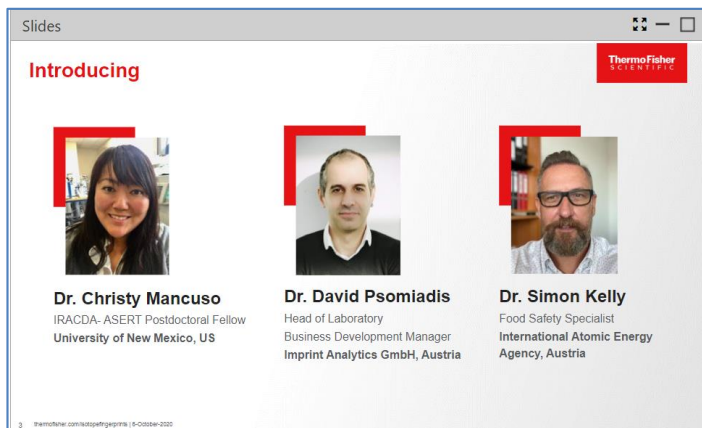 Slides
Introducing
ThermoFisher
SCIENTIFIC
Dr. Christy Mancuso
IRACDA- ASERT Postdoctoral Fellow
University of New Mexico, US
Dr. David Psomiadis
Head of Laboratory
Business Development Manager
Imprint Analytics GmbH, Austria
Dr. Simon Kelly
Food Safety Specialist
International Atomic Energy
Agency, Austria
3 thermofisher.com/isotopefingerprints | 6-October-2020